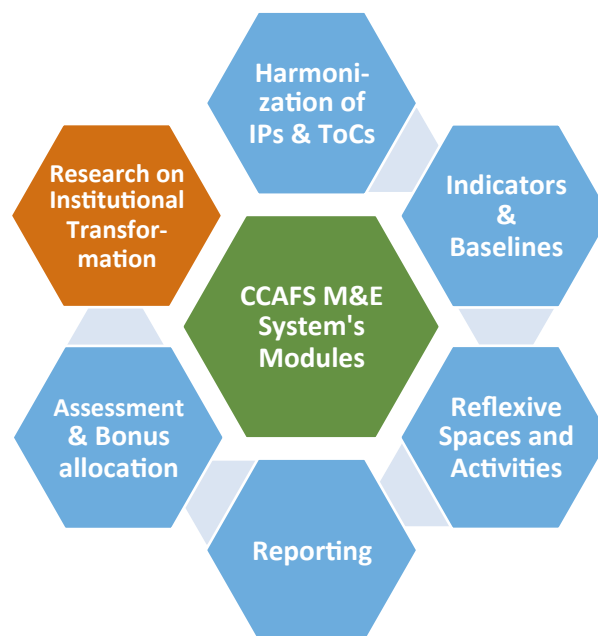 Harmoni-
zation of
IPs & ToCs
Indicators
&
Baselines
Reflexive
Spaces and
Activities
Reporting
Assessment
& Bonus
allocation
Research on
Institutional
Transfor-
mation
CCAFS M&E
System's
Modules